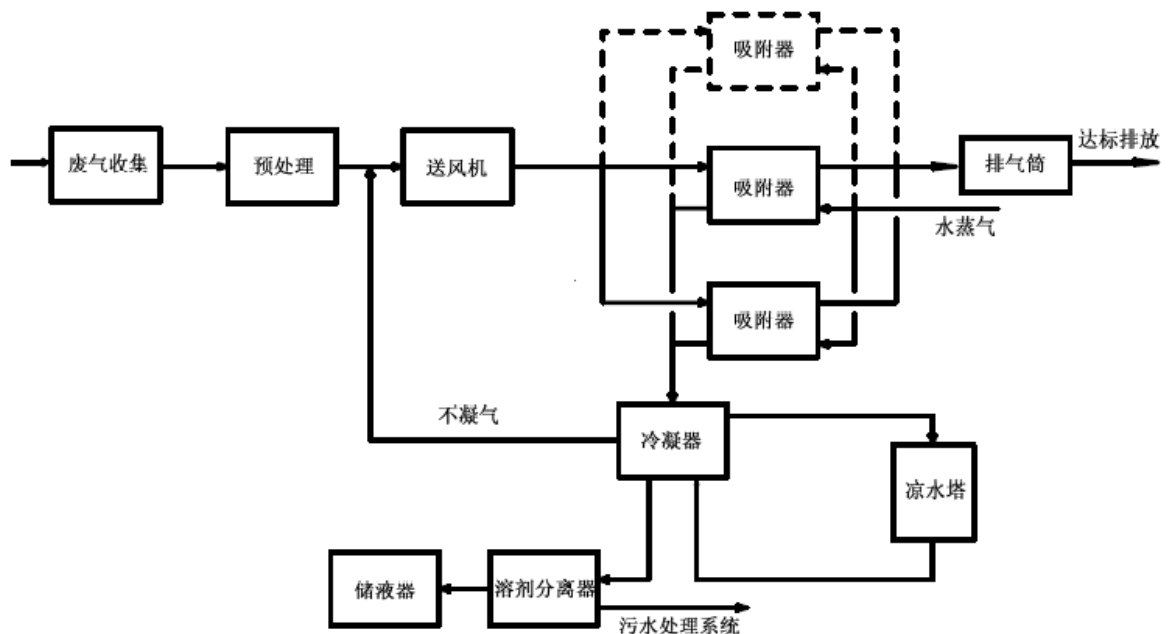 吸附器
废气收集
预处理
送风机
吸附器
排气筒
达标排放
水蒸气
吸附器
不凝气
冷凝器
凉水塔
储液器
溶剂分离器
污水处理系统